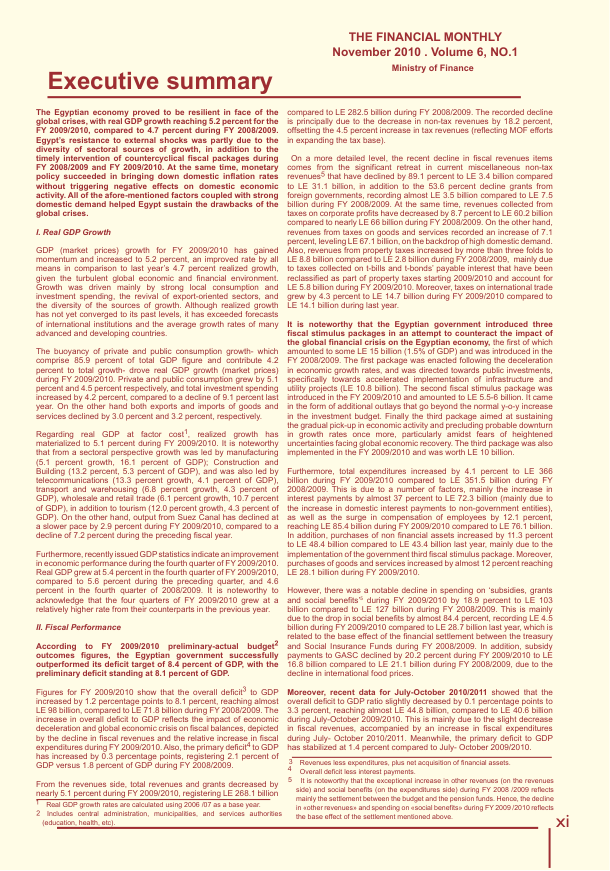 THE FINANCIAL MONTHLY
November 2010 . Volume 6, NO.1
Ministry of Finance
Executive summary
The Egyptian economy proved to be resilient in face of the
global crises, with real GDP growth reaching 5.2 percent for the
FY 2009/2010, compared to 4.7 percent during FY 2008/2009.
Egypt's resistance to external shocks was partly due to the
diversity of sectoral sources of growth, in addition to the
timely intervention of countercyclical fiscal packages during
FY 2008/2009 and FY 2009/2010. At the same time, monetary
policy succeeded in bringing down domestic inflation rates
without triggering negative effects on domestic economic
activity. All of the afore-mentioned factors coupled with strong
domestic demand helped Egypt sustain the drawbacks of the
global crises.
I. Real GDP Growth
GDP (market prices) growth for FY 2009/2010 has gained
momentum and increased to 5.2 percent, an improved rate by all
means in comparison to last year's 4.7 percent realized growth,
given the turbulent global economic and financial environment.
Growth was driven mainly by strong local consumption and
investment spending, the revival of export-oriented sectors, and
the diversity of the sources of growth. Although realized growth
has not yet converged to its past levels, it has exceeded forecasts
of international institutions and the average growth rates of many
advanced and developing countries.
The buoyancy of private and public consumption growth- which
comprise 85.9 percent of total GDP figure and contribute 4.2
percent to total growth- drove real GDP growth (market prices)
during FY 2009/2010. Private and public consumption grew by 5.1
percent and 4.5 percent respectively, and total investment spending
increased by 4.2 percent, compared to a decline of 9.1 percent last
year. On the other hand both exports and imports of goods and
services declined by 3.0 percent and 3.2 percent, respectively.
Regarding real GDP at factor cost1, realized growth has
materialized to 5.1 percent during FY 2009/2010. It is noteworthy
that from a sectoral perspective growth was led by manufacturing
(5.1 percent growth, 16.1 percent of GDP); Construction and
Building (13.2 percent growth, 5.3 percent of GDP), and was also led by
telecommunications (13.3 percent growth, 4.1 percent of GDP),
transport and warehousing (6.8 percent growth, 4.3 percent of
GDP), wholesale and retail trade (6.1 percent growth, 10.7 percent
of GDP), in addition to tourism (12.0 percent growth, 4.3 percent of
GDP). On the other hand, output from Suez Canal has declined at
a slower pace by 2.9 percent during FY 2009/2010, compared to a
decline of 7.2 percent during the preceding fiscal year.
Furthermore, recently issued GDP statistics indicate an improvement
in economic performance during the fourth quarter of FY 2009/2010.
Real GDP grew at 5.4 percent in the fourth quarter of FY 2009/2010,
compared to 5.6 percent during the preceding quarter, and 4.6
percent in the fourth quarter of 2008/2009. It is noteworthy to
acknowledge that the four quarters of FY 2009/2010 grew at a
relatively higher rate from their counterparts in the previous year.
II. Fiscal Performance
According to FY 2009/2010 preliminary-actual budget2
outcomes figures, the Egyptian government successfully
outperformed its deficit target of 8.4 percent of GDP, with the
preliminary deficit standing at 8.1 percent of GDP.
Figures for FY 2009/2010 show that the overall deficit3 to GDP
increased by 1.2 percentage points to 8.1 percent, reaching almost
LE 98 billion, compared to LE 71.8 billion during FY 2008/2009. The
increase in overall deficit to GDP reflects the impact of economic
deceleration and global economic crisis on fiscal balances, depicted
by the decline in fiscal revenues and the relative increase in fiscal
expenditures during FY 2009/2010. Also, the primary deficit4 to GDP
has increased by 0.3 percentage points, registering 2.1 percent of
GDP versus 1.8 percent of GDP during FY 2008/2009.
From the revenues side, total revenues and grants decreased by
nearly 5.1 percent during FY 2009/2010, registering LE 268.1 billion
1 Real GDP growth rates are calculated using 2006 /07 as a base year.
2 Includes central administration, municipalities, and services authorities
(education, health, etc).
compared to LE 282.5 billion during FY 2008/2009. The recorded decline
is principally due to the decrease in non-tax revenues by 18.2 percent,
offsetting the 4.5 percent increase in tax revenues (reflecting MOF efforts
in expanding the tax base).
On a more detailed level, the recent decline in fiscal revenues items
comes from the significant retreat in current miscellaneous non-tax
revenues5 that have declined by 89.1 percent to LE 3.4 billion compared
to LE 31.1 billion, in addition to the 53.6 percent decline grants from
foreign governments, recording almost LE 3.5 billion compared to LE 7.5
billion during FY 2008/2009. At the same time, revenues collected from
taxes on corporate profits have decreased by 8.7 percent to LE 60.2 billion
compared to nearly LE 66 billion during FY 2008/2009. On the other hand,
revenues from taxes on goods and services recorded an increase of 7.1
percent, leveling LE 67.1 billion, on the backdrop of high domestic demand.
Also, revenues from property taxes increased by more than three folds to
LE 8.8 billion compared to LE 2.8 billion during FY 2008/2009, mainly due
to taxes collected on t-bills and t-bonds' payable interest that have been
reclassified as part of property taxes starting 2009/2010 and account for
LE 5.8 billion during FY 2009/2010. Moreover, taxes on international trade
grew by 4.3 percent to LE 14.7 billion during FY 2009/2010 compared to
LE 14.1 billion during last year.
It is noteworthy that the Egyptian government introduced three
fiscal stimulus packages in an attempt to counteract the impact of
the global financial crisis on the Egyptian economy, the first of which
amounted to some LE 15 billion (1.5% of GDP) and was introduced in the
FY 2008/2009. The first package was enacted following the deceleration
in economic growth rates, and was directed towards public investments,
specifically towards accelerated implementation of infrastructure and
utility projects (LE 10.8 billion). The second fiscal stimulus package was
introduced in the FY 2009/2010 and amounted to LE 5.5-6 billion. It came
in the form of additional outlays that go beyond the normal y-o-y increase
in the investment budget. Finally the third package aimed at sustaining
the gradual pick-up in economic activity and precluding probable downturn
in growth rates once more, particularly amidst fears of heightened
uncertainties facing global economic recovery. The third package was also
implemented in the FY 2009/2010 and was worth LE 10 billion.
Furthermore, total expenditures increased by 4.1 percent to LE 366
billion during FY 2009/2010 compared to LE 351.5 billion during FY
2008/2009. This is due to a number of factors, mainly the increase in
interest payments by almost 37 percent to LE 72.3 billion (mainly due to
the increase in domestic interest payments to non-government entities),
as well as the surge in compensation of employees by 12.1 percent,
reaching LE 85.4 billion during FY 2009/2010 compared to LE 76.1 billion.
In addition, purchases of non financial assets increased by 11.3 percent
to LE 48.4 billion compared to LE 43.4 billion last year, mainly due to the
implementation of the government third fiscal stimulus package. Moreover,
purchases of goods and services increased by almost 12 percent reaching
LE 28.1 billion during FY 2009/2010.
However, there was a notable decline in spending on 'subsidies, grants
and social benefits'5 during FY 2009/2010 by 18.9 percent to LE 103
billion compared to LE 127 billion during FY 2008/2009. This is mainly
due to the drop in social benefits by almost 84.4 percent, recording LE 4.5
billion during FY 2009/2010 compared to LE 28.7 billion last year, which is
related to the base effect of the financial settlement between the treasury
and Social Insurance Funds during FY 2008/2009. In addition, subsidy
payments to GASC declined by 20.2 percent during FY 2009/2010 to LE
16.8 billion compared to LE 21.1 billion during FY 2008/2009, due to the
decline in international food prices.
Moreover, recent data for July-October 2010/2011 showed that the
overall deficit to GDP ratio slightly decreased by 0.1 percentage points to
3.3 percent, reaching almost LE 44.8 billion, compared to LE 40.6 billion
during July-October 2009/2010. This is mainly due to the slight decrease
in fiscal revenues, accompanied by an increase in fiscal expenditures
during July- October 2010/2011. Meanwhile, the primary deficit to GDP
has stabilized at 1.4 percent compared to July- October 2009/2010.
3 Revenues less expenditures, plus net acquisition of financial assets.
4 Overall deficit less interest payments.
5 It is noteworthy that the exceptional increase in other revenues (on the revenues
side) and social benefits (on the expenditures side) during FY 2008 /2009 reflects
mainly the settlement between the budget and the pension funds. Hence, the decline
in «other revenues» and spending on «social benefits» during FY 2009 /2010 reflects
the base effect of the settlement mentioned above.
xi